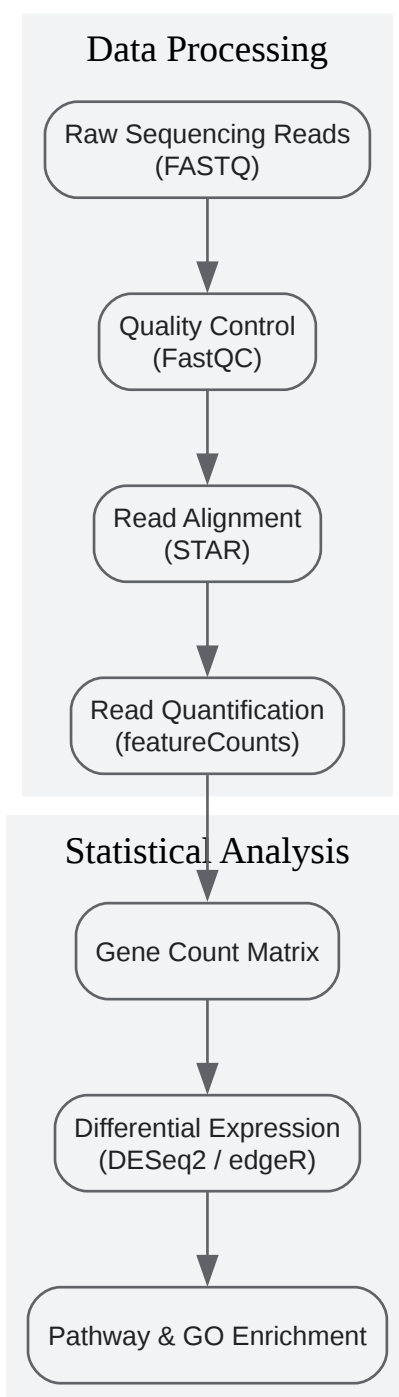 Data Processing
Raw Sequencing Reads
(FASTQ)
Quality Control
(FastQC)
Read Alignment
(STAR)
Read Quantification
(featureCounts)
Statistical Analysis
Gene Count Matrix
Differential Expression
(DESeq2 / edgeR)
Pathway & GO Enrichment